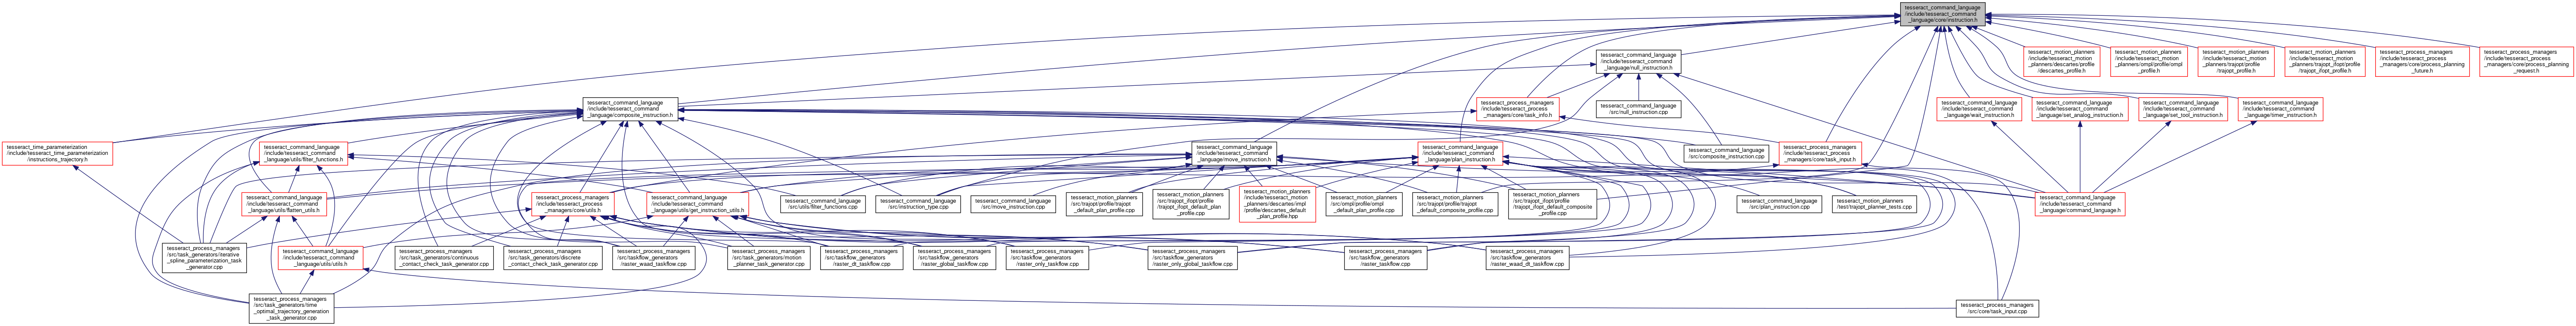 tesseract_command_language
/include/tesseract_command
_language/core/instruction.h
tesseract_command_language
/include/tesseract_command
_language/null_instruction.h
tesseract_motion_planners
/include/tesseract_motion
_planners/descartes/profile
/descartes_profile.h
tesseract_motion_planners
/include/tesseract_motion
_planners/ompl/profile/ompl
_profile.h
tesseract_motion_planners
/include/tesseract_motion
_planners/trajopt/profile
/trajopt_profile.h
tesseract_motion_planners
/include/tesseract_motion
_planners/trajopt_ifopt/profile
/trajopt_ifopt_profile.h
tesseract_process_managers
/include/tesseract_process
_managers/core/process_planning
_future.h
tesseract_process_managers
/include/tesseract_process
_managers/core/process_planning
_request.h
tesseract_command_language
/include/tesseract_command
_language/composite_instruction.h
tesseract_process_managers
/include/tesseract_process
_managers/core/task_info.h
tesseract_command_language
/src/null_instruction.cpp
tesseract_command_language
/include/tesseract_command
_language/wait_instruction.h
tesseract_command_language
/include/tesseract_command
_language/set_analog_instruction.h
tesseract_command_language
/include/tesseract_command
_language/set_tool_instruction.h
tesseract_command_language
/include/tesseract_command
_language/timer_instruction.h
tesseract_time_parameterization
/include/tesseract_time_parameterization
/instructions_trajectory.h
tesseract_command_language
/include/tesseract_command
_language/utils/filter_functions.h
tesseract_command_language
/include/tesseract_command
_language/move_instruction.h
tesseract_command_language
/include/tesseract_command
_language/plan_instruction.h
tesseract_command_language
/src/composite_instruction.cpp
tesseract_process_managers
/include/tesseract_process
_managers/core/task_input.h
tesseract_command_language
/include/tesseract_command
_language/utils/flatten_utils.h
tesseract_process_managers
/include/tesseract_process
_managers/core/utils.h
tesseract_command_language
/include/tesseract_command
_language/utils/get_instruction_utils.h
tesseract_command_language
/src/utils/filter_functions.cpp
tesseract_command_language
/src/instruction_type.cpp
tesseract_command_language
/src/move_instruction.cpp
tesseract_motion_planners
/src/trajopt/profile/trajopt
_default_plan_profile.cpp
tesseract_motion_planners
/src/trajopt_ifopt/profile
/trajopt_ifopt_default_plan
_profile.cpp
tesseract_motion_planners
/include/tesseract_motion
_planners/descartes/impl
/profile/descartes_default
_plan_profile.hpp
tesseract_motion_planners
/src/ompl/profile/ompl
_default_plan_profile.cpp
tesseract_motion_planners
/src/trajopt/profile/trajopt
_default_composite_profile.cpp
tesseract_motion_planners
/src/trajopt_ifopt/profile
/trajopt_ifopt_default_composite
_profile.cpp
tesseract_command_language
/src/plan_instruction.cpp
tesseract_motion_planners
/test/trajopt_planner_tests.cpp
tesseract_command_language
/include/tesseract_command
_language/command_language.h
tesseract_process_managers
/src/task_generators/iterative
_spline_parameterization_task
_generator.cpp
tesseract_command_language
/include/tesseract_command
_language/utils/utils.h
tesseract_process_managers
/src/task_generators/continuous
_contact_check_task_generator.cpp
tesseract_process_managers
/src/task_generators/discrete
_contact_check_task_generator.cpp
tesseract_process_managers
/src/taskflow_generators
/raster_waad_taskflow.cpp
tesseract_process_managers
/src/task_generators/motion
_planner_task_generator.cpp
tesseract_process_managers
/src/taskflow_generators
/raster_dt_taskflow.cpp
tesseract_process_managers
/src/taskflow_generators
/raster_global_taskflow.cpp
tesseract_process_managers
/src/taskflow_generators
/raster_only_taskflow.cpp
tesseract_process_managers
/src/taskflow_generators
/raster_only_global_taskflow.cpp
tesseract_process_managers
/src/taskflow_generators
/raster_taskflow.cpp
tesseract_process_managers
/src/taskflow_generators
/raster_waad_dt_taskflow.cpp
tesseract_process_managers
/src/task_generators/time
_optimal_trajectory_generation
_task_generator.cpp
tesseract_process_managers
/src/core/task_input.cpp